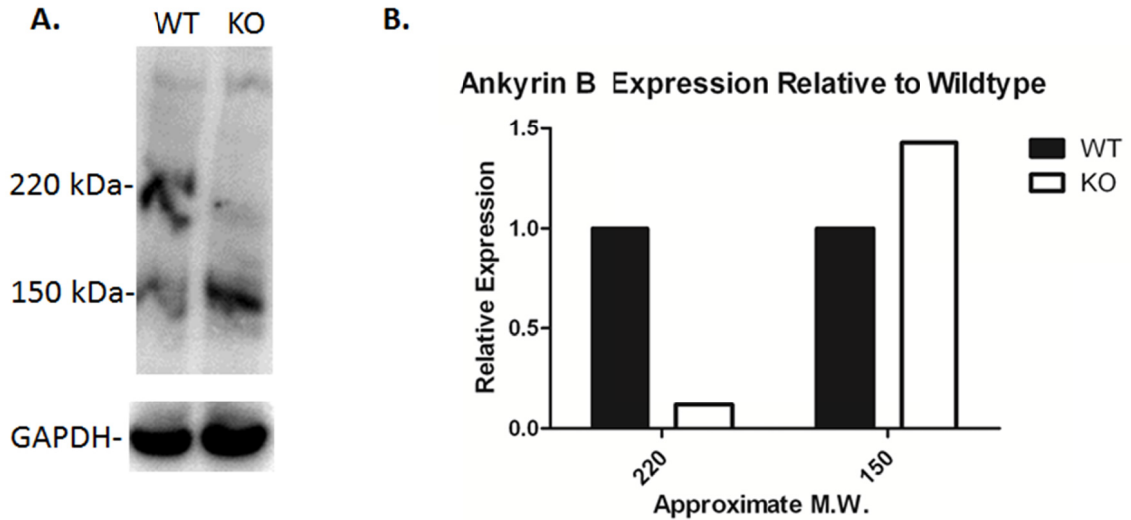 A.
WT KO
220 kDa-
150 kDa-
GAPDH-
B.
Ankyrin B Expression Relative to Wildtype
Relative Expression
1.5
1.0
0.5
0.0
220
150
Approximate M.W.
WT
KO